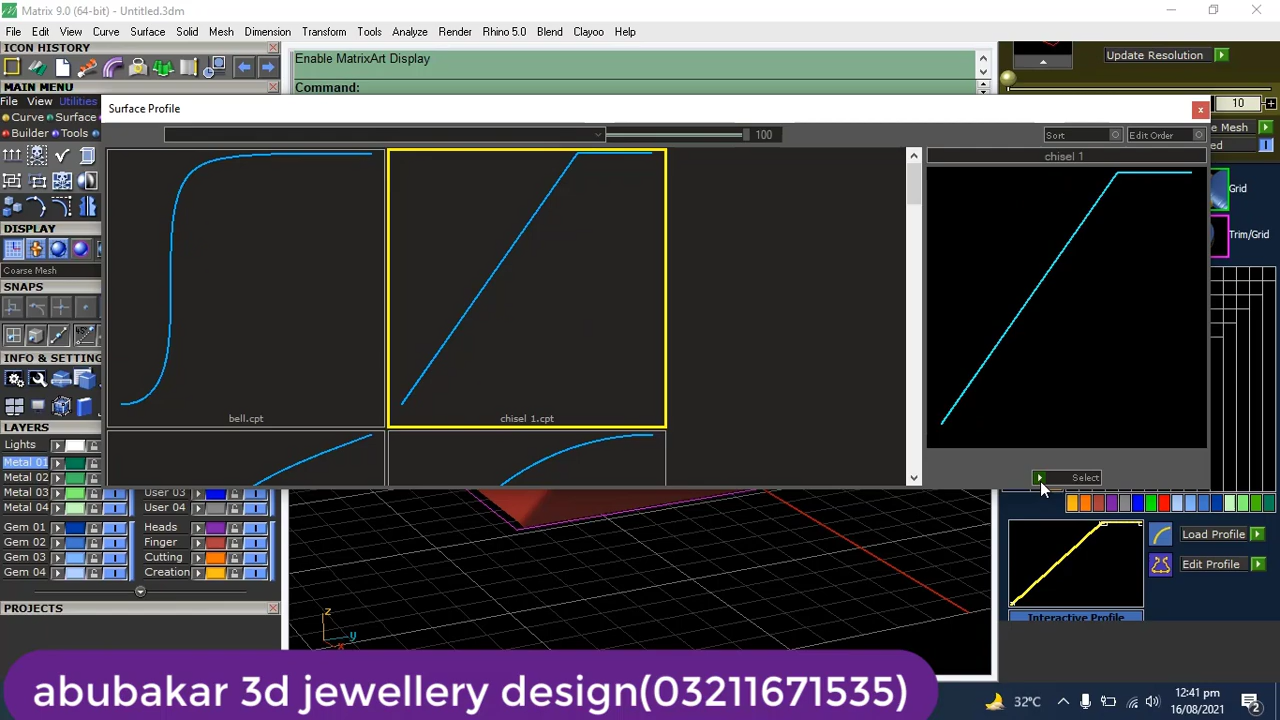 Matrix 9.0 (64-bit) - Untitled.3dm
File Edit View Curve Surface Solid Mesh Dimension Transform Tools Analyze Render Rhino 5.0 Blend Clayoo Help
ICON HISTORY
Enable MatrixArt Display
Command:
Update Resolution
10
MAIN MENU
File View Utilities
Curve Surface
Builder Tools
Surface Profile
100
Sort
Edit Order
e Mesh
ed
chisel 1
Grid
Trim/Grid
DISPLAY
Coarse Mesh
SNAPS
INFO & SETTING
bell.cpt
chisel 1.cpt
Select
LAYERS
Lights
Metal 01
Metal 02
Metal 03 User 03
Metal 04 User 04
Gem 01 Heads
Gem 02 Finger
Gem 03 Cutting
Gem 04 Creation
PROJECTS
Load Profile
Edit Profile
Interactive Profile
z
y
x
abubakar 3d jewellery design(03211671535)
32°C
12:41 pm
16/08/2021
2